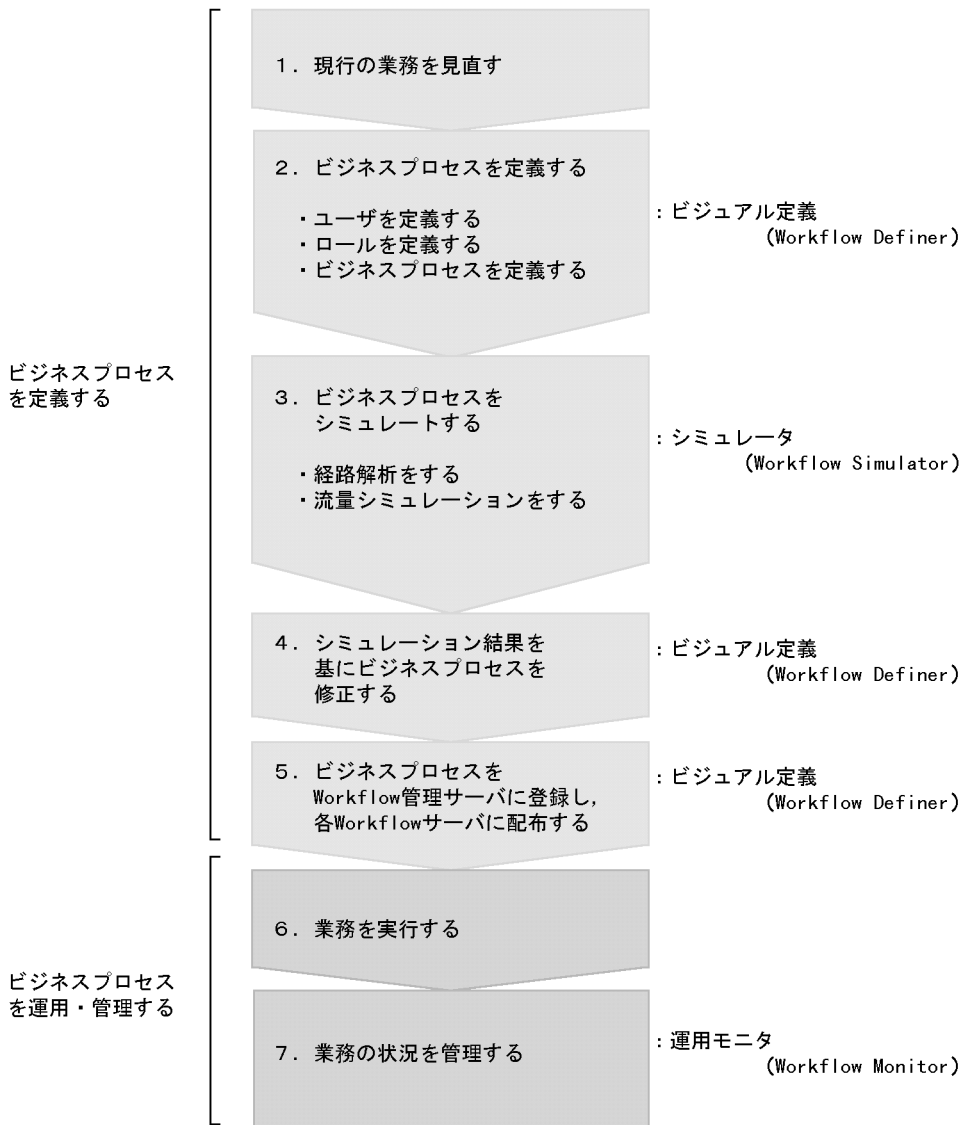 １．現行の業務を見直す
２．ビジネスプロセスを定義する
・ユーザを定義する
・ロールを定義する
・ビジネスプロセスを定義する
：ビジュアル定義
(Workflow Definer)
ビジネスプロセス
を定義する
３．ビジネスプロセスを
シミュレートする
・経路解析をする
・流量シミュレーションをする
：シミュレータ
(Workflow Simulator)
４．シミュレーション結果を
基にビジネスプロセスを
修正する
：ビジュアル定義
(Workflow Definer)
５．ビジネスプロセスを
Workflow管理サーバに登録し，
各Workflowサーバに配布する
：ビジュアル定義
(Workflow Definer)
６．業務を実行する
ビジネスプロセス
を運用・管理する
７．業務の状況を管理する
：運用モニタ
(Workflow Monitor)